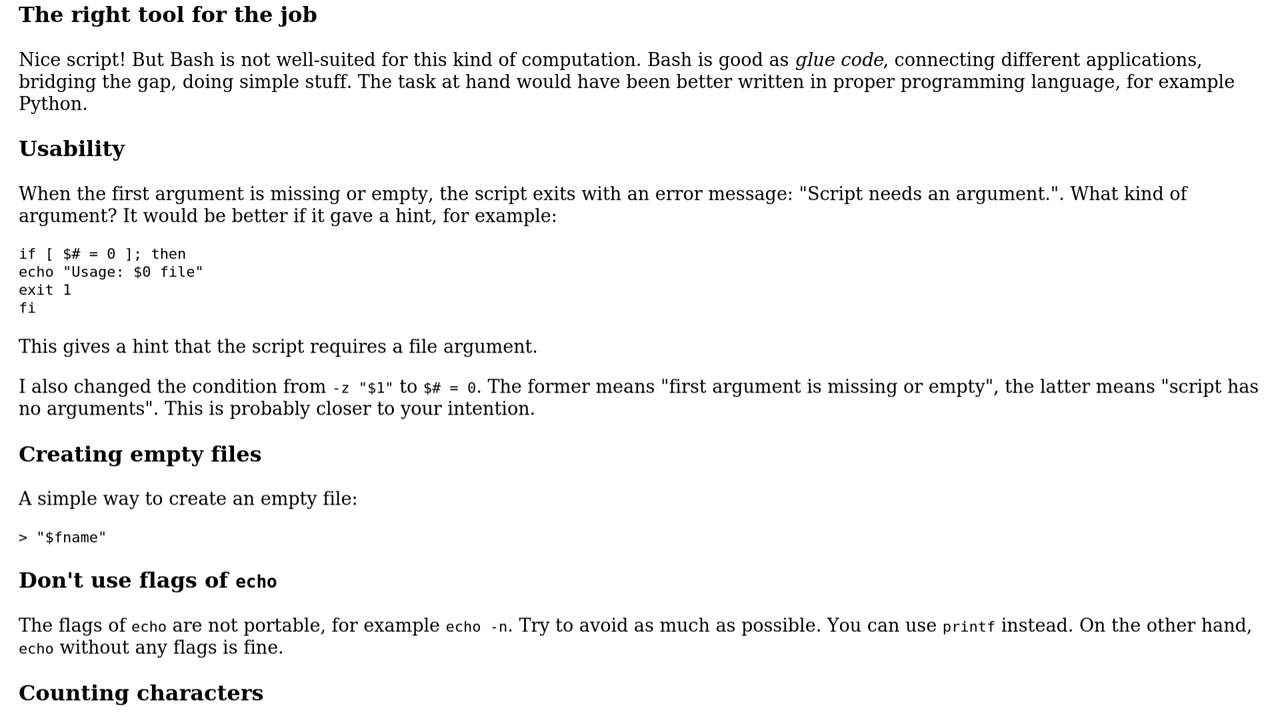 The right tool for the job
Nice script! But Bash is not well-suited for this kind of computation. Bash is good as glue code, connecting different applications,
bridging the gap, doing simple stuff. The task at hand would have been better written in proper programming language, for example
Python.
Usability
When the first argument is missing or empty, the script exits with an error message: "Script needs an argument.". What kind of
argument? It would be better if it gave a hint, for example:
if [ $# = 0 ]; then
echo "Usage: $0 file"
exit 1
fi
This gives a hint that the script requires a file argument.
I also changed the condition from -z "$1" to $# = 0. The former means "first argument is missing or empty", the latter means "script has
no arguments". This is probably closer to your intention.
Creating empty files
A simple way to create an empty file:
> "$fname"
Don't use flags of echo
The flags of echo are not portable, for example echo -n. Try to avoid as much as possible. You can use printf instead. On the other hand,
echo without any flags is fine.
Counting characters